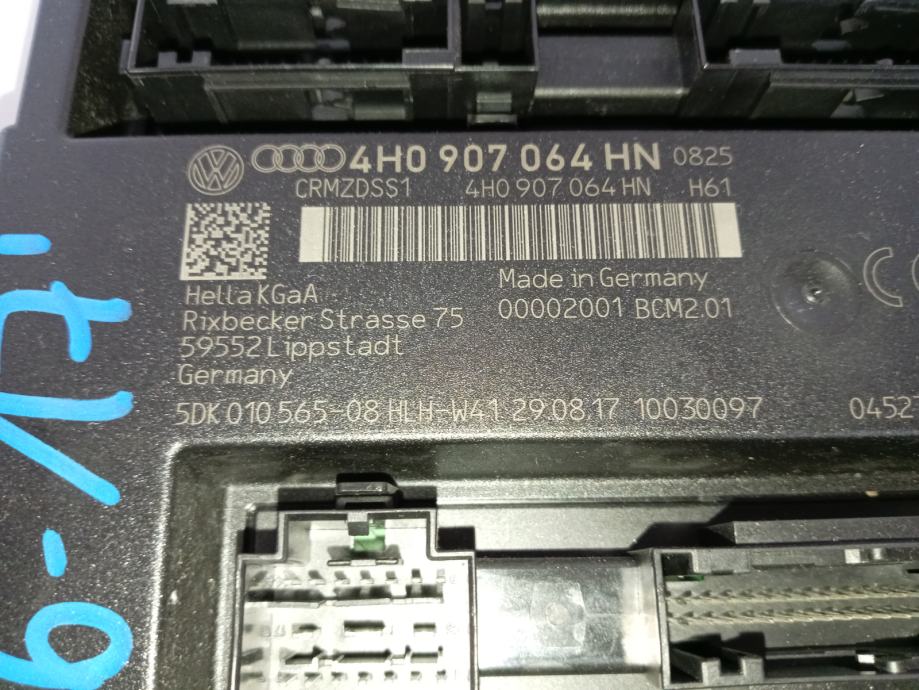 4H0 907 064 HN 0825
CRMZDSS1 4H0 907 064 HN H61
Hella KGaA
Rixbecker Strasse 75
59552 Lippstadt
Germany
Made in Germany
00002001 BCM2.01
5DK 010 565-08 HLH-W41 29.08.17 10030097 0452